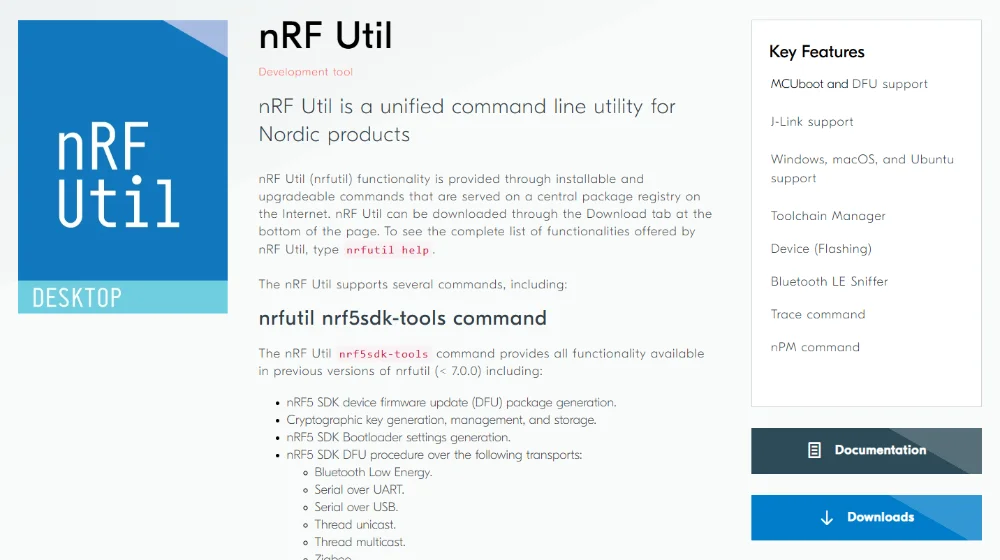 nRF
Util
DESKTOP
nRF Util
Development tool
nRF Util is a unified command line utility for
Nordic products
nRF Util (nrfutil) functionality is provided through installable and
upgradeable commands that are served on a central package registry on
the Internet. nRF Util can be downloaded through the Download tab at the
bottom of the page. To see the complete list of functionalities offered by
nRF Util, type nrfutil help.
The nRF Util supports several commands, including:
nrfutil nrf5sdk-tools command
The nRF Util nrf5sdk-tools command provides all functionality available
in previous versions of nrfutil (< 7.0.0) including:
nRF5 SDK device firmware update (DFU) package generation.
Cryptographic key generation, management, and storage.
nRF5 SDK Bootloader settings generation.
nRF5 SDK DFU procedure over the following transports:
Bluetooth Low Energy.
Serial over UART.
Serial over USB.
Thread unicast.
Thread multicast.
Zigbee.
Key Features
MCUboot and DFU support
J-Link support
Windows, macOS, and Ubuntu
support
Toolchain Manager
Device (Flashing)
Bluetooth LE Sniffer
Trace command
nPM command
Documentation
Downloads